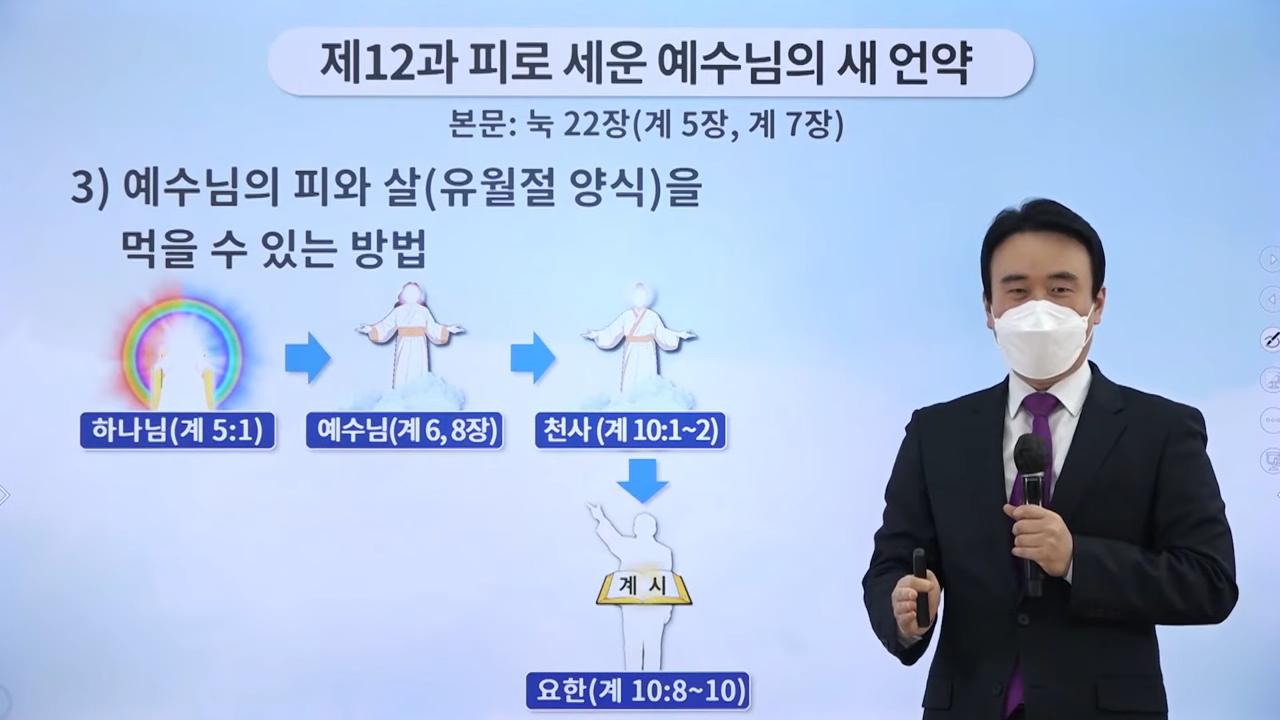 제12과 피로 세운 예수님의 새 언약
본문: 눅 22장(계 5장, 계 7장)
3) 예수님의 피와 살(유월절 양식)을
먹을 수 있는 방법
하나님(계 5:1)
예수님(계 6, 8장)
천사 (계 10:1~2)
계 시
요한(계 10:8~10)